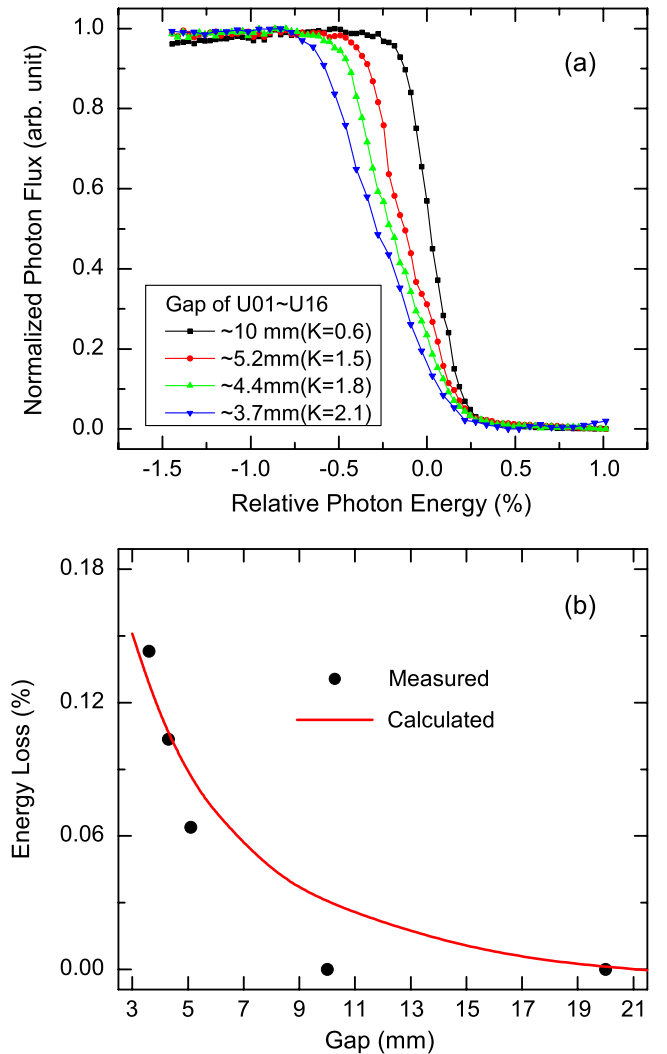 (a)
Normalized Photon Flux (arb. unit)
1.0
0.8
0.6
0.4
0.2
0.0
Gap of U01~U16
~10 mm(K=0.6)
~5.2mm(K=1.5)
~4.4mm(K=1.8)
~3.7mm(K=2.1)
-1.5 -1.0 -0.5 0.0 0.5 1.0
Relative Photon Energy (%)
(b)
Energy Loss (%)
0.18
0.12
0.06
0.00
Measured
Calculated
3 5 7 9 11 13 15 17 19 21
Gap (mm)